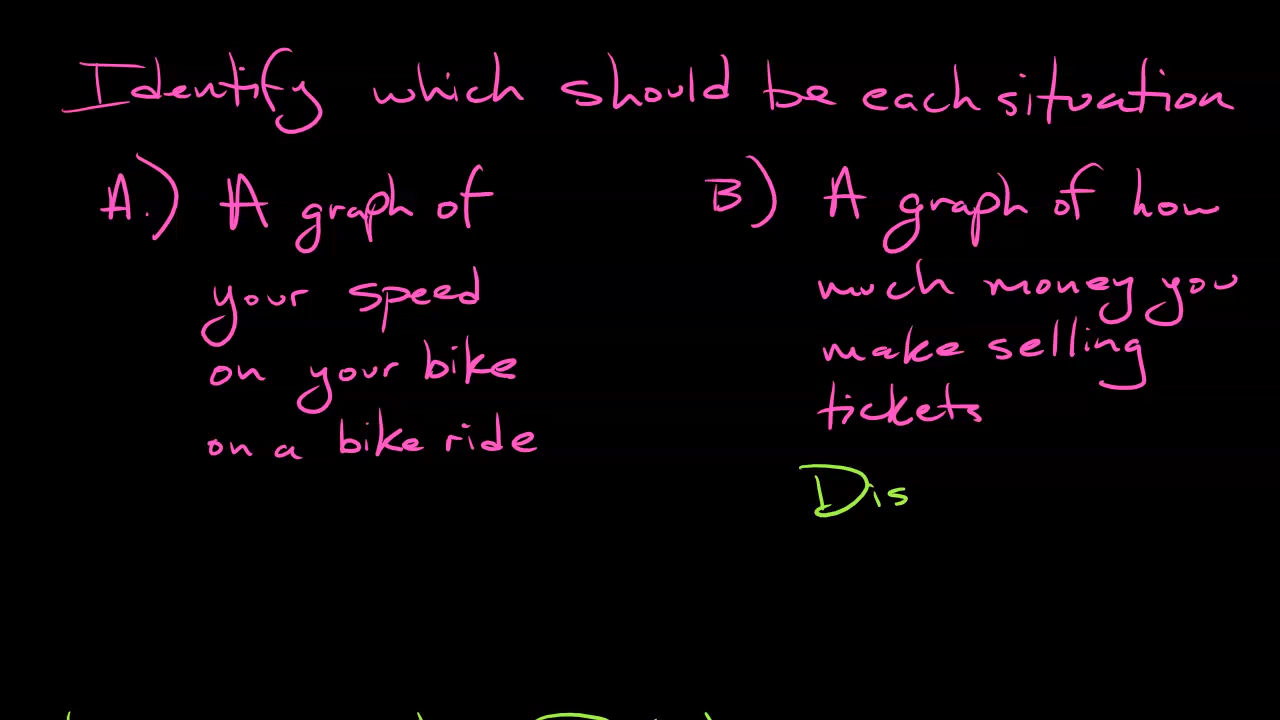 Identify which should be each situation
A.) A graph of
your speed
on your bike
on a bike ride
B) A graph of how
much money you
make selling
tickets
Dis